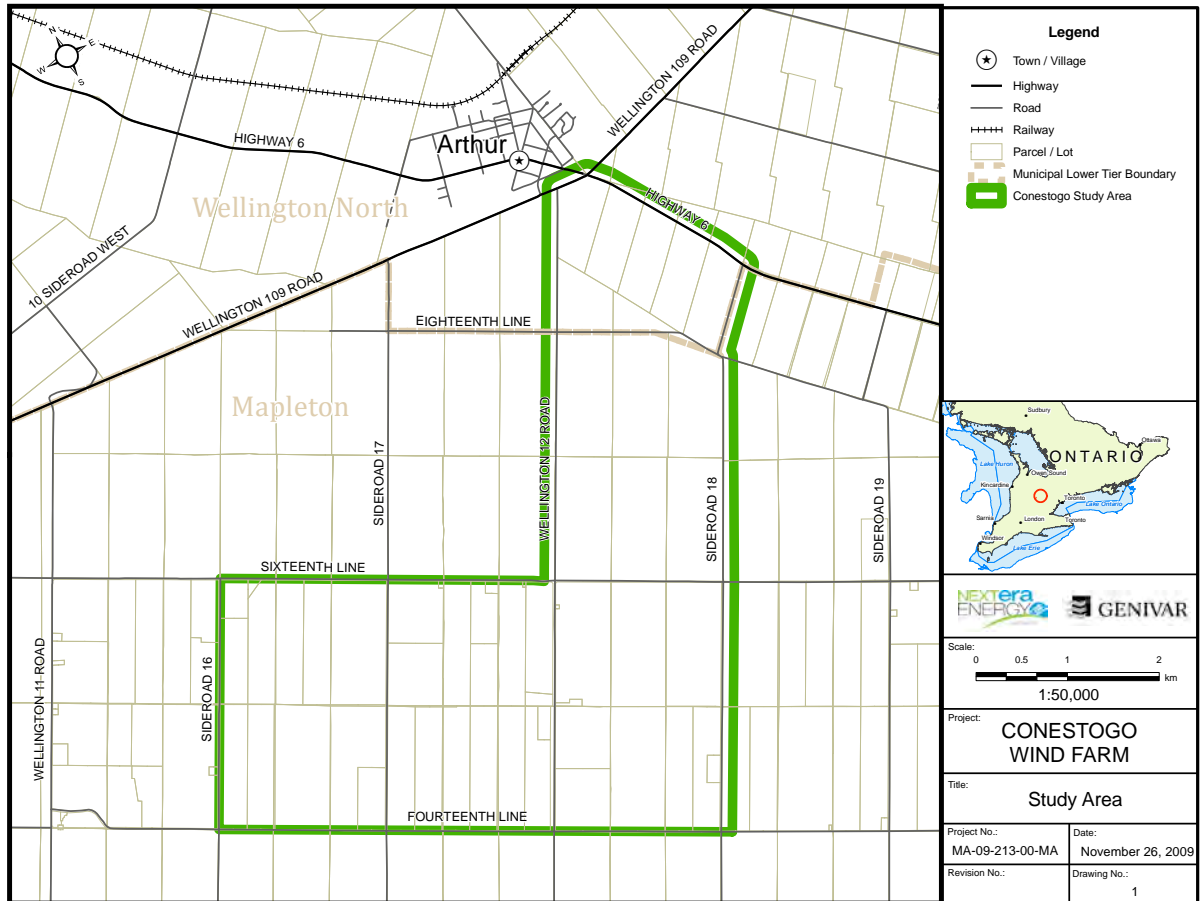 N
E
W
S
WELLINGTON 109 ROAD
HIGHWAY 6
Arthur
Wellington North
HIGHWAY 6
10 SIDEROAD WEST
WELLINGTON 109 ROAD
EIGHTEENTH LINE
Mapleton
WELLINGTON 12 ROAD
SIDEROAD 17
SIDEROAD 18
SIDEROAD 19
SIXTEENTH LINE
WELLINGTON 11 ROAD
SIDEROAD 16
FOURTEENTH LINE
Legend
Town / Village
Highway
Road
Railway
Parcel / Lot
Municipal Lower Tier Boundary
Conestogo Study Area
Sudbury
Ottawa
ONTARIO
Lake Huron
Owen Sound
Kincardine
Toronto
Lake Ontario
Sarnia
London
Toronto
Windsor
Lake Erie
NEXTera
ENERGY
GENIVAR
Scale:
0 0.5 1 2
km
1:50,000
Project:
CONESTOGO
WIND FARM
Title:
Study Area
Project No.:
MA-09-213-00-MA
Date:
November 26, 2009
Revision No.:
Drawing No.:
1